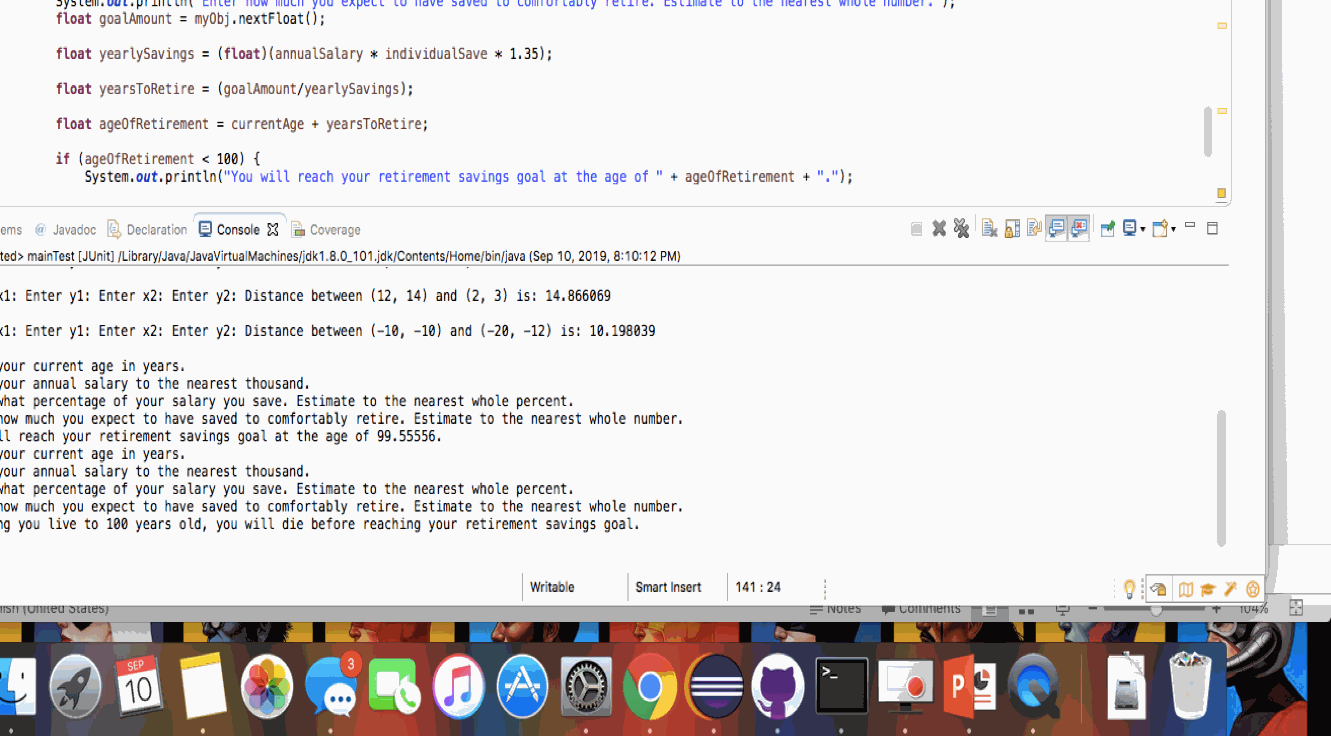 System.out.println("Enter how much you expect to have saved to comfortably retire. Estimate to the nearest whole number.");
float goalAmount = myObj.nextFloat();
float yearlySavings = (float)(annualSalary * individualSave * 1.35);
float yearsToRetire = (goalAmount/yearlySavings);
float ageOfRetirement = currentAge + yearsToRetire;
if (ageOfRetirement < 100) {
System.out.println("You will reach your retirement savings goal at the age of " + ageOfRetirement + ".");
ems @ Javadoc Declaration Console Coverage
ted> mainTest [JUnit] /Library/Java/JavaVirtualMachines/jdk1.8.0_101.jdk/Contents/Home/bin/java (Sep 10, 2019, 8:10:12 PM)
x1: Enter y1: Enter x2: Enter y2: Distance between (12, 14) and (2, 3) is: 14.866069
x1: Enter y1: Enter x2: Enter y2: Distance between (-10, -10) and (-20, -12) is: 10.198039
your current age in years.
your annual salary to the nearest thousand.
what percentage of your salary you save. Estimate to the nearest whole percent.
how much you expect to have saved to comfortably retire. Estimate to the nearest whole number.
ll reach your retirement savings goal at the age of 99.55556.
your current age in years.
your annual salary to the nearest thousand.
what percentage of your salary you save. Estimate to the nearest whole percent.
how much you expect to have saved to comfortably retire. Estimate to the nearest whole number.
ng you live to 100 years old, you will die before reaching your retirement savings goal.
Writable Smart Insert 141 : 24
ish (United States) Notes Comments 104%
SEP
10
3
>_
P